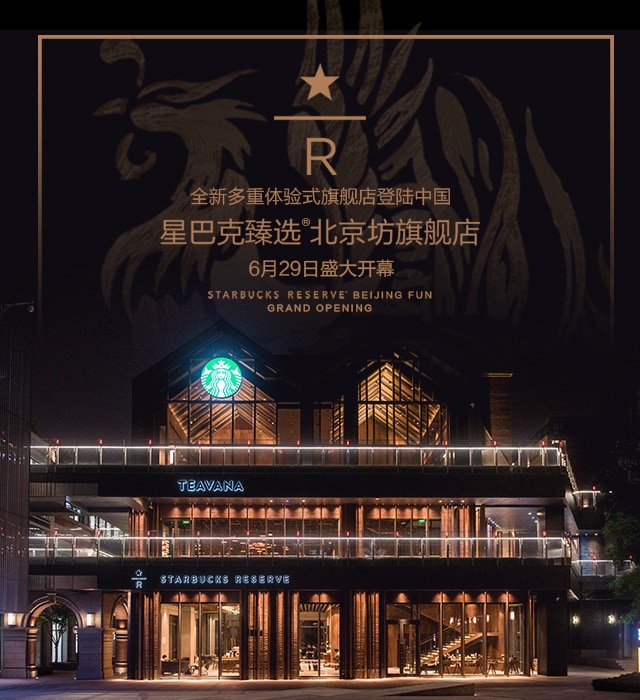 R
全新多重体验式旗舰店登陆中国
星巴克臻选®北京坊旗舰店
6月29日盛大开幕
STARBUCKS RESERVE® BEIJING FUN
GRAND OPENING
TEAVANA
R STARBUCKS RESERVE